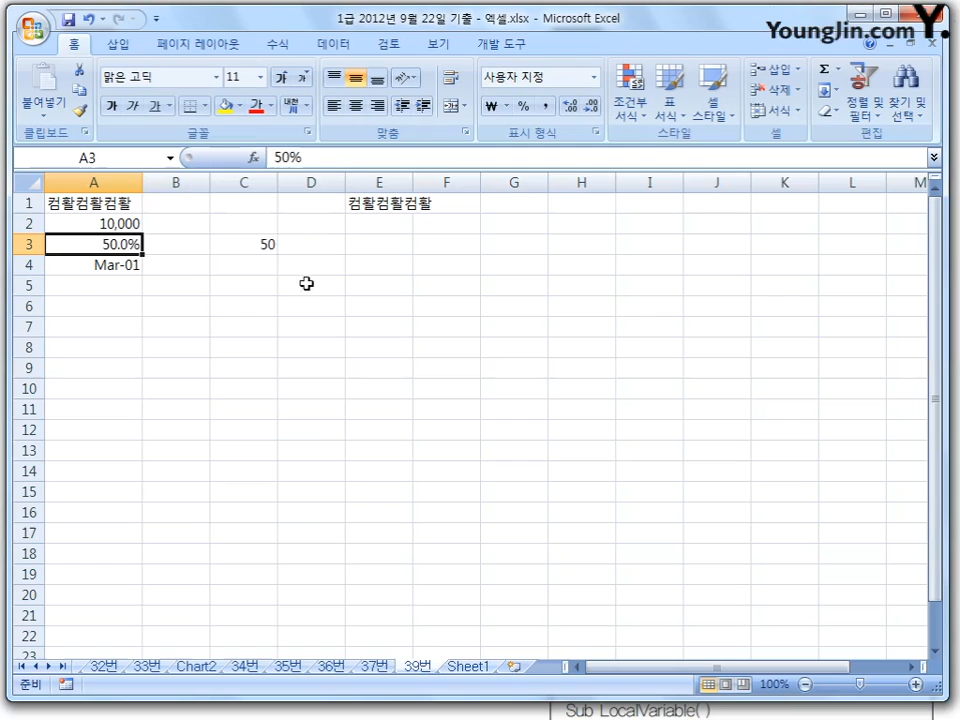 1급 2012년 9월 22일 기출 - 엑셀.xlsx - Microsoft Excel
YoungJin.com Y.
홈 삽입 페이지 레이아웃 수식 데이터 검토 보기 개발 도구
붙여넣기
맑은 고딕 11
가 가 가
내천
가
사용자 지정
₩ % ,
조건부 서식
표 서식
셀 스타일
삽입
삭제
서식
Σ
정렬 및 필터
찾기 및 선택
클립보드 글꼴 맞춤 표시 형식 스타일 셀 편집
A3 fx 50%
A B C D E F G H I J K L M
1 컴활컴활컴활 컴활컴활컴활
2 10,000
3 50.0% 50
4 Mar-01
5
6
7
8
9
10
11
12
13
14
15
16
17
18
19
20
21
22
23
32번 33번 Chart2 34번 35번 36번 37번 39번 Sheet1
준비 100%
Sub LocalVariable( )